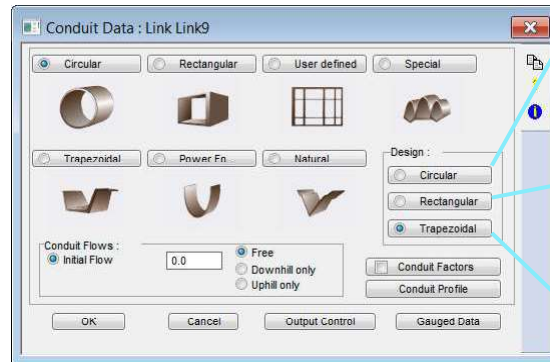 Conduit Data : Link Link9
Circular Rectangular User defined Special
Trapezoidal Power Fn Natural
Design :
Circular
Rectangular
Trapezoidal
Conduit Flows :
Initial Flow 0.0 Free
Downhill only
Uphill only
Conduit Factors
Conduit Profile
OK Cancel Output Control Gauged Data